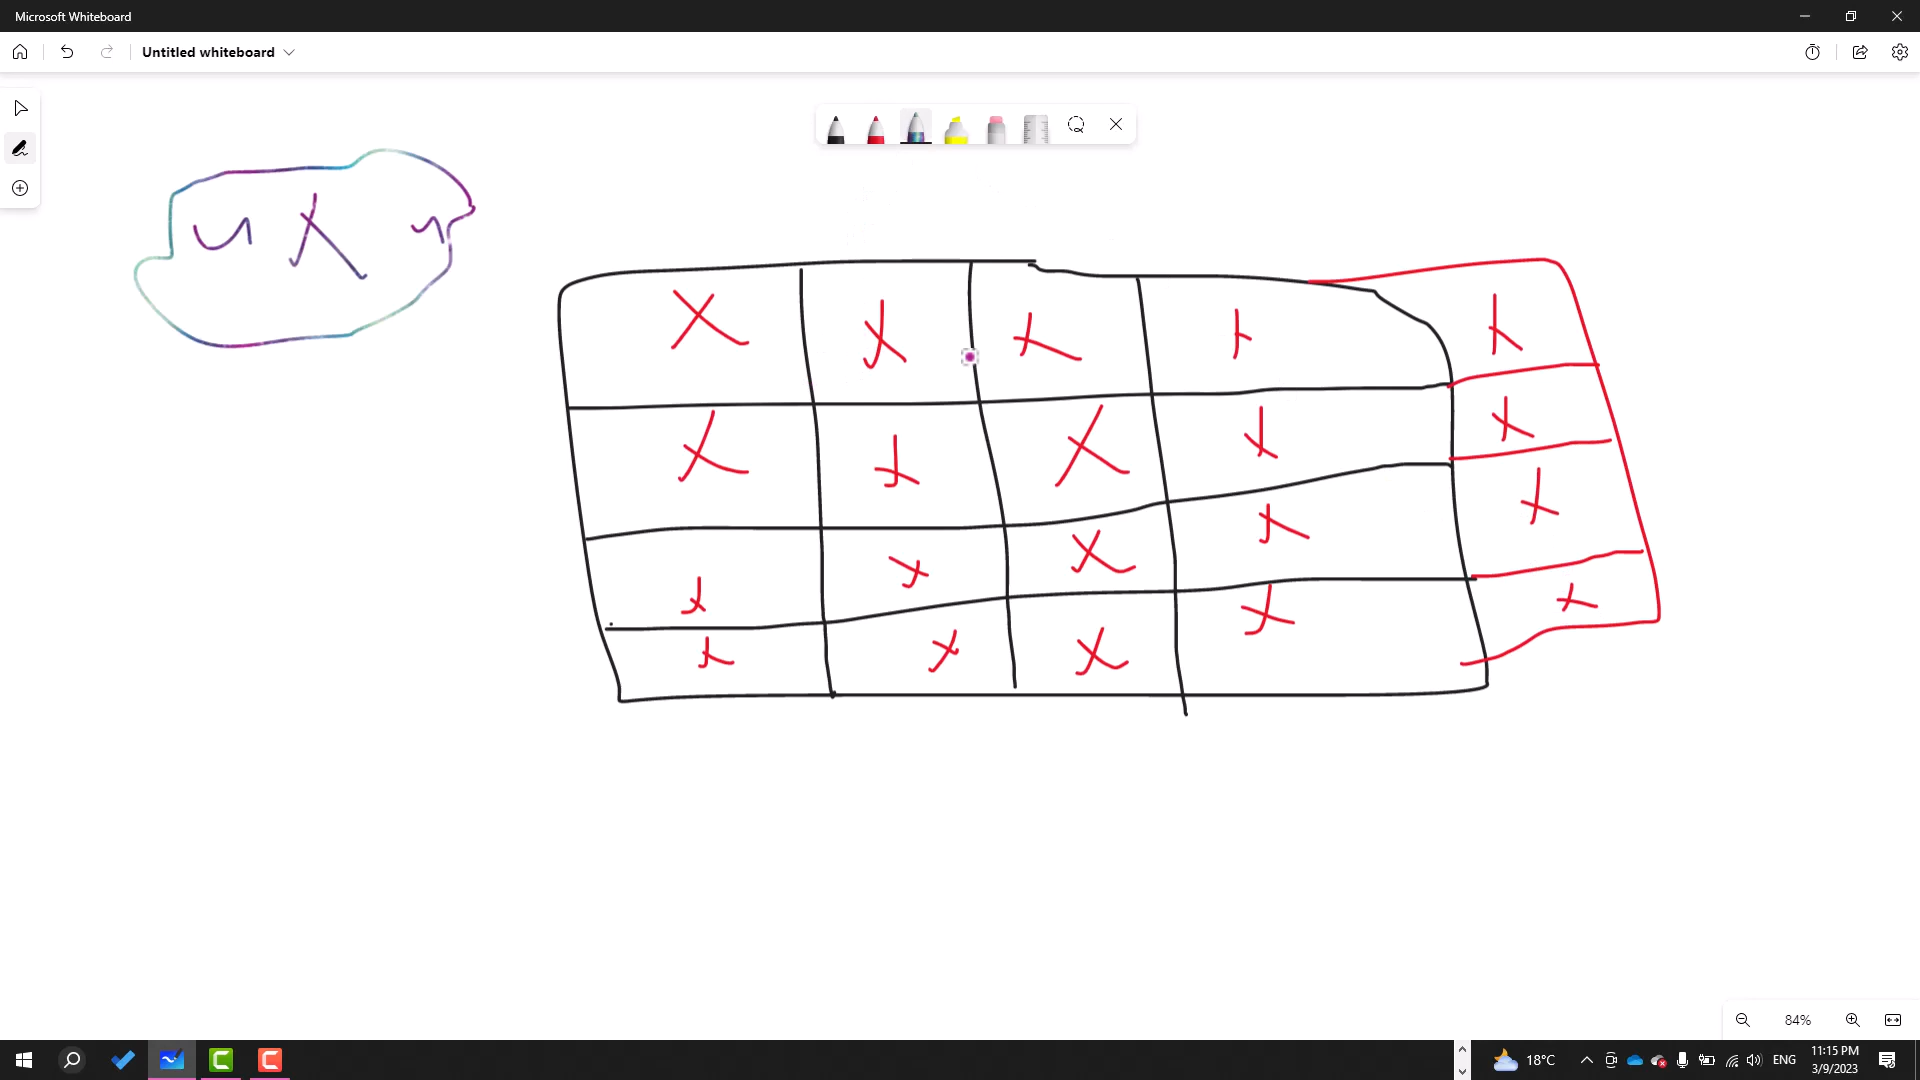 Microsoft Whiteboard
Untitled whiteboard
n X n
X X X X X
X X X X X
X X X X X
X X X X X
84%
18°C
ENG
11:15 PM
3/9/2023